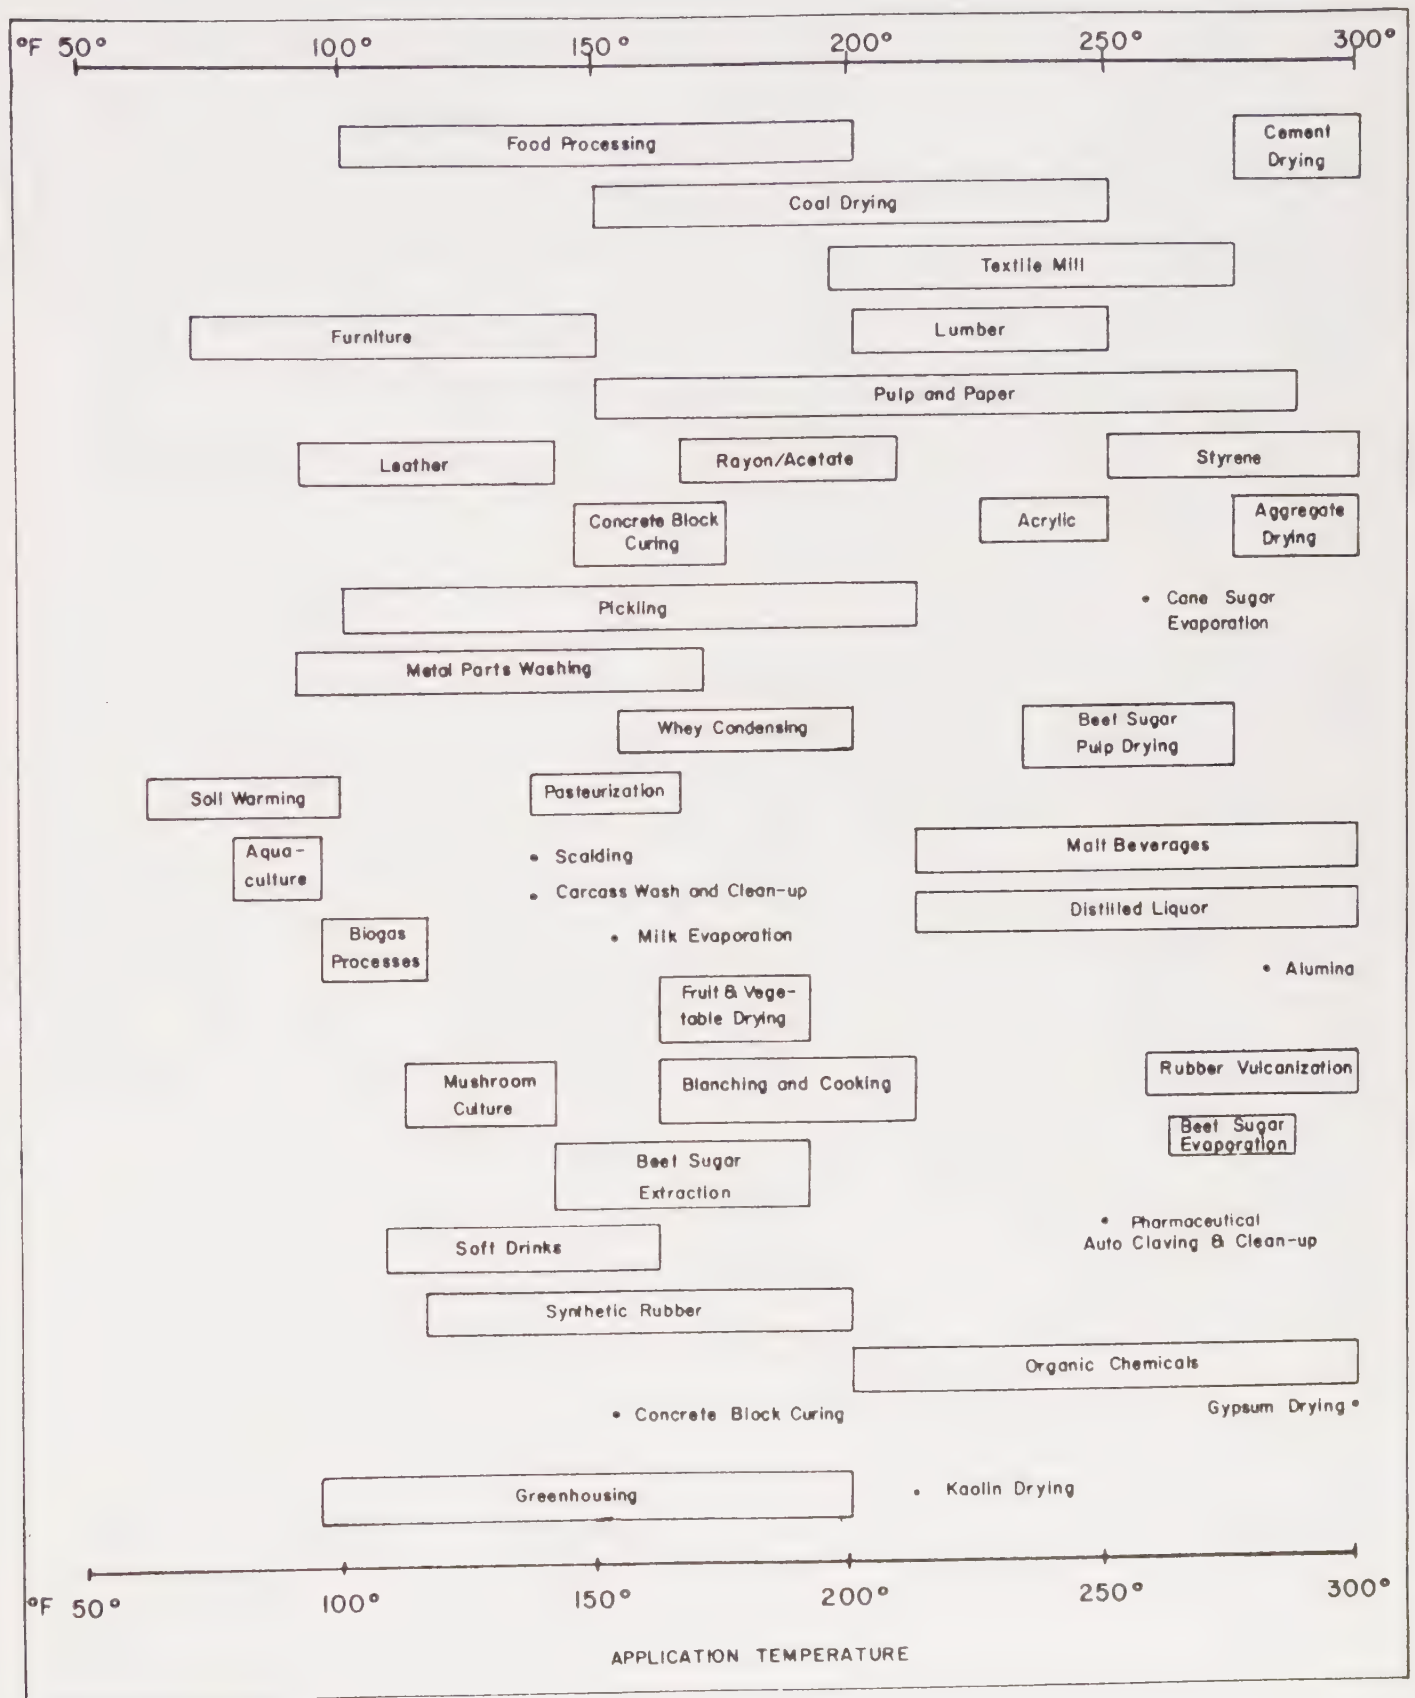 °F 50° 100° 150° 200° 250° 300°
Food Processing
Cement
Drying
Coal Drying
Textile Mill
Furniture
Lumber
Pulp and Paper
Leather
Rayon/Acetate
Styrene
Concrete Block
Curing
Acrylic
Aggregate
Drying
Pickling
• Cane Sugar
Evaporation
Metal Parts Washing
Whey Condensing
Beet Sugar
Pulp Drying
Soil Warming
Pasteurization
Aqua-
culture
• Scalding
• Carcass Wash and Clean-up
Malt Beverages
Distilled Liquor
Biogas
Processes
• Milk Evaporation
• Alumina
Fruit & Vege-
table Drying
Mushroom
Culture
Blanching and Cooking
Rubber Vulcanization
Beet Sugar
Evaporation
Beet Sugar
Extraction
• Pharmaceutical
Auto Claving & Clean-up
Soft Drinks
Synthetic Rubber
Organic Chemicals
• Concrete Block Curing
Gypsum Drying •
Greenhousing
• Kaolin Drying
°F 50° 100° 150° 200° 250° 300°
APPLICATION TEMPERATURE